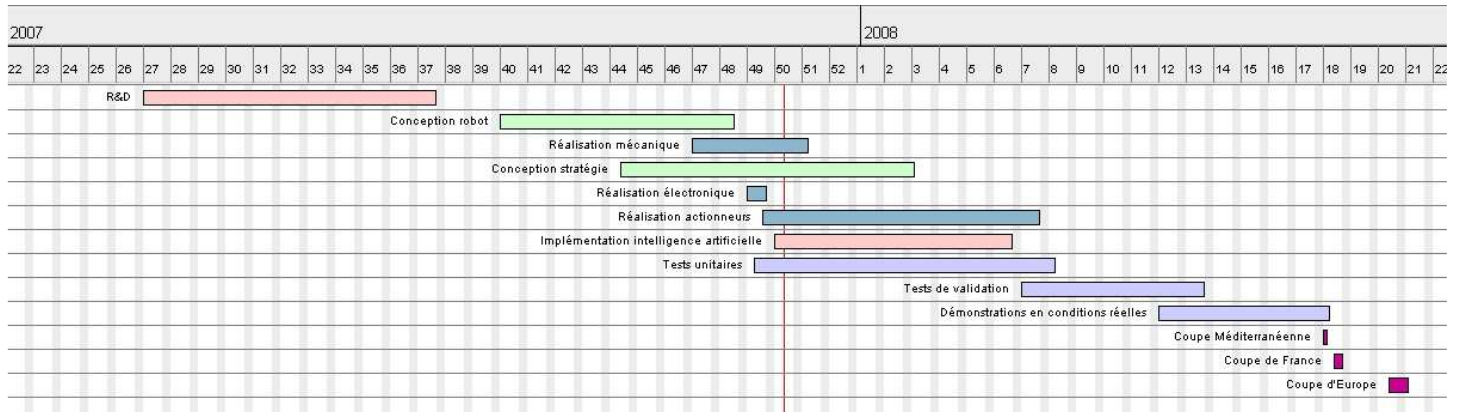 2007 2008
22 23 24 25 26 27 28 29 30 31 32 33 34 35 36 37 38 39 40 41 42 43 44 45 46 47 48 49 50 51 52 1 2 3 4 5 6 7 8 9 10 11 12 13 14 15 16 17 18 19 20 21 22
R&D
Conception robot
Réalisation mécanique
Conception stratégie
Réalisation électronique
Réalisation actionneurs
Implémentation intelligence artificielle
Tests unitaires
Tests de validation
Démonstrations en conditions réelles
Coupe Méditerranéenne
Coupe de France
Coupe d'Europe